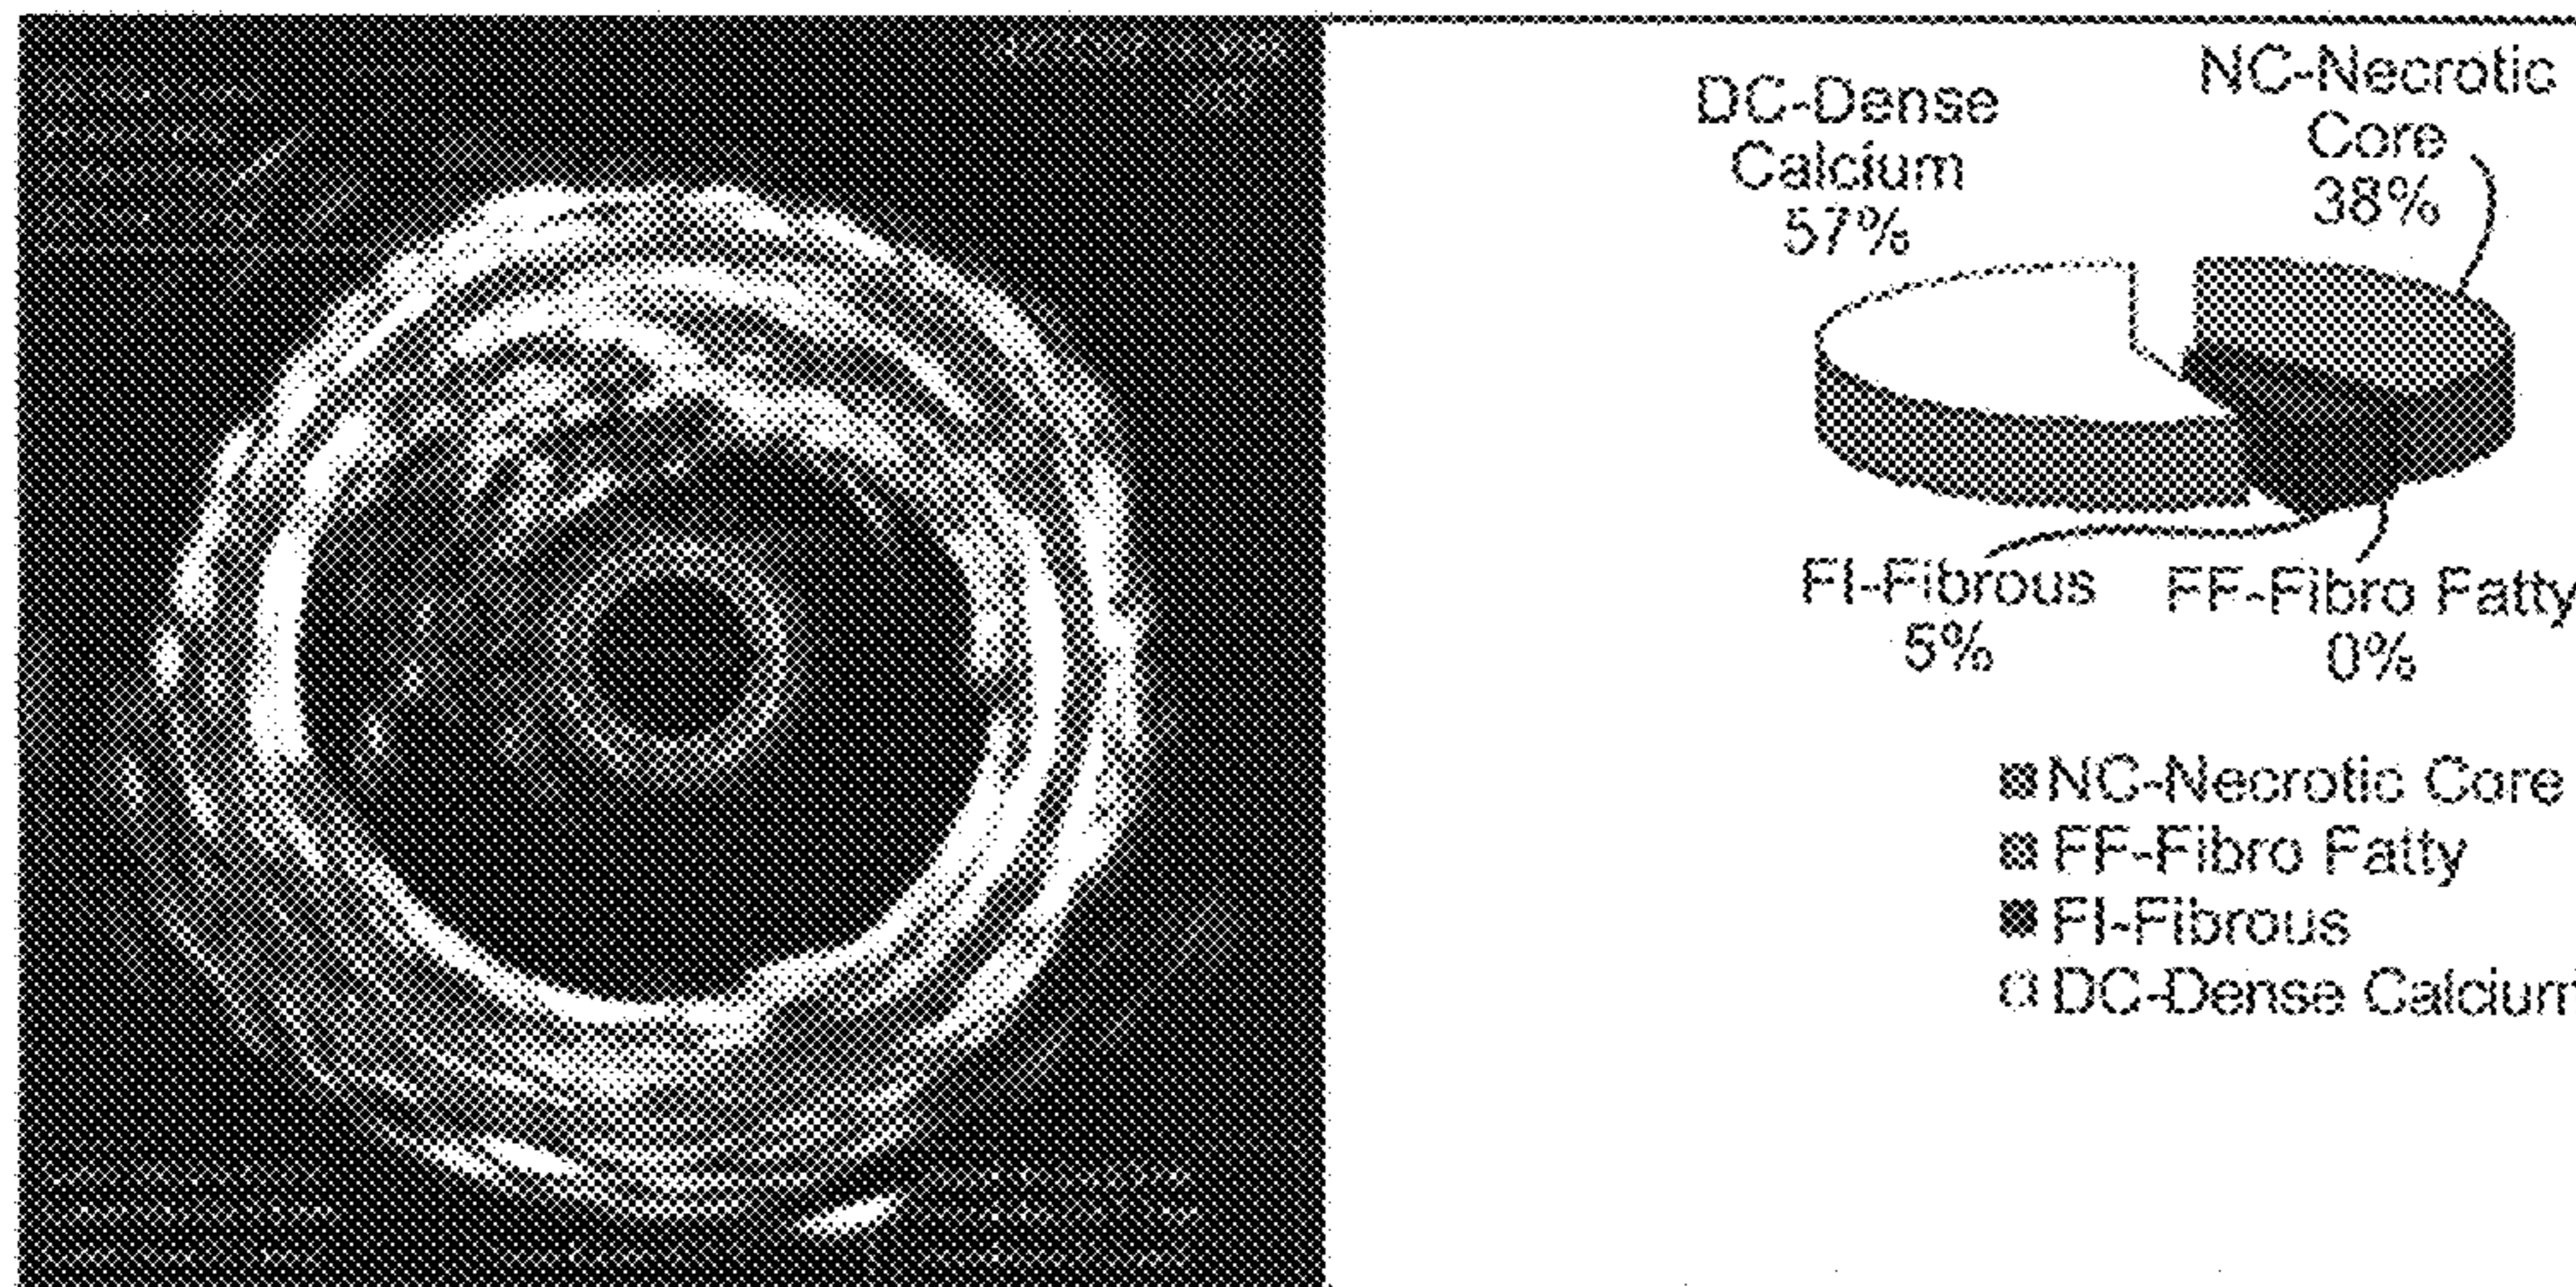 DC-Dense
Calcium
57%
NC-Necrotic
Core
38%
FI-Fibrous
5%
FF-Fibro Fatty
0%
NC-Necrotic Core
FF-Fibro Fatty
FI-Fibrous
DC-Dense Calcium